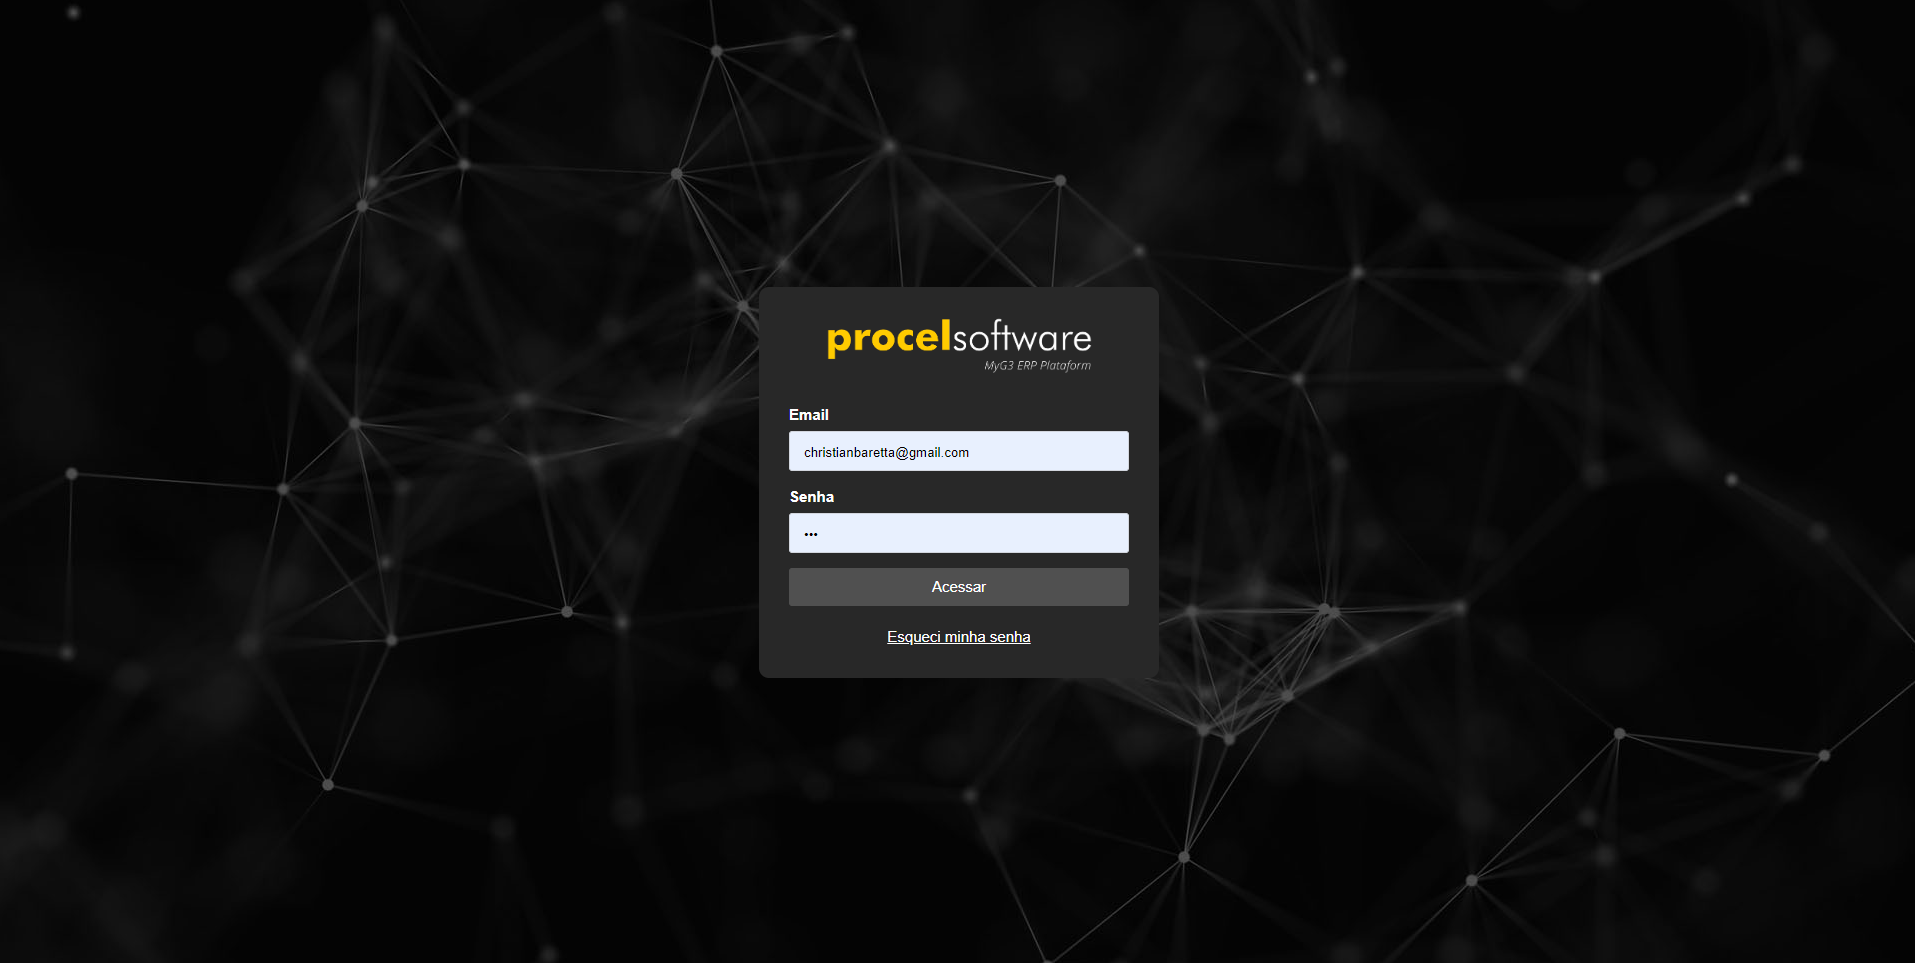 procelsoftware
MyG3 ERP Plataform
Email
christianbaretta@gmail.com
Senha
•••
Acessar
Esqueci minha senha